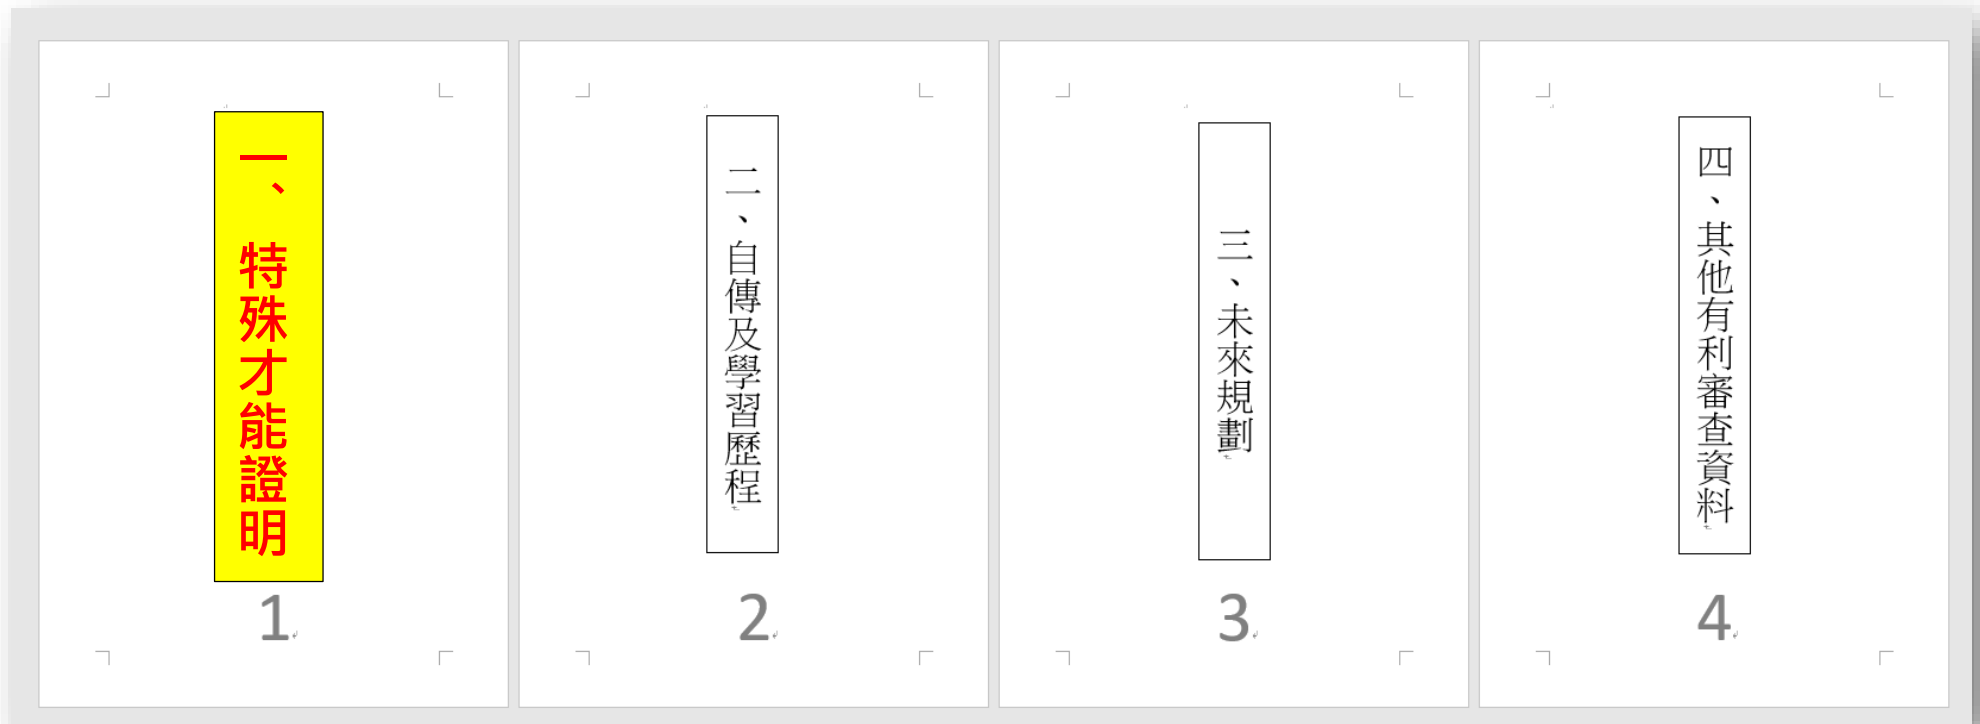 一、特殊才能證明
1
二、自傳及學習歷程
2
三、未來規劃
3
四、其他有利審查資料
4